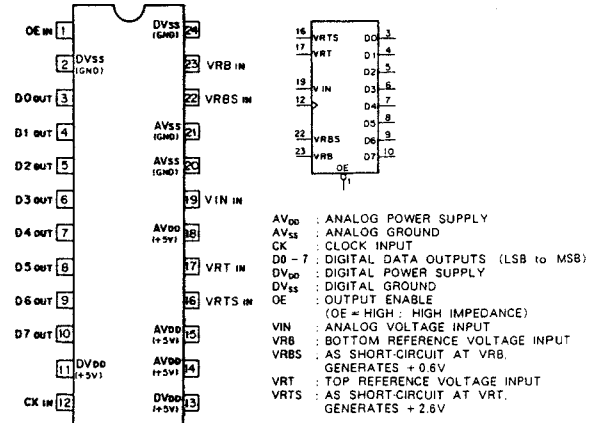 OE IN 1
2 DVSS (GND)
D0 OUT 3
D1 OUT 4
D2 OUT 5
D3 OUT 6
D4 OUT 7
D5 OUT 8
D6 OUT 9
D7 OUT 10
11 DVDD (+5V)
CK IN 12
DVSS (GND) 24
23 VRB IN
22 VRBS IN
AVSS (GND) 21
AVSS (GND) 20
19 VIN IN
AVDD (+5V) 18
17 VRT IN
16 VRTS IN
AVDD (+5V) 15
AVDD (+5V) 14
DVDD (+5V) 13
16 VRTS D0 3
17 VRT D1 4
D2 5
19 V IN D3 6
12 D4 7
D5 8
22 VRBS D6 9
23 VRB D7 10
OE
1
AVDD : ANALOG POWER SUPPLY
AVSS : ANALOG GROUND
CK : CLOCK INPUT
D0 - 7 : DIGITAL DATA OUTPUTS (LSB to MSB)
DVDD : DIGITAL POWER SUPPLY
DVSS : DIGITAL GROUND
OE : OUTPUT ENABLE
(OE = HIGH ; HIGH IMPEDANCE)
VIN : ANALOG VOLTAGE INPUT
VRB : BOTTOM REFERENCE VOLTAGE INPUT
VRBS : AS SHORT-CIRCUIT AT VRB,
GENERATES + 0.6V
VRT : TOP REFERENCE VOLTAGE INPUT
VRTS : AS SHORT-CIRCUIT AT VRT,
GENERATES + 2.6V